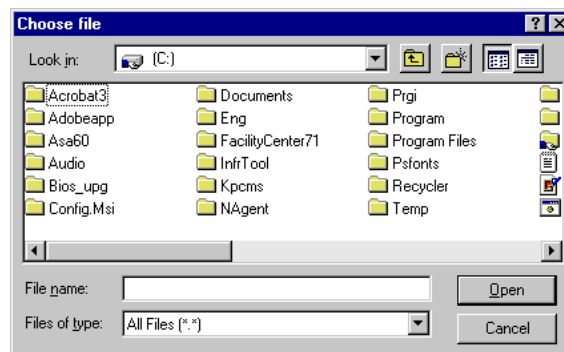 Choose file
Look in: (C:)
Acrobat3 Documents Prgi
Adobeapp Eng Program
Asa60 FacilityCenter71 Program Files
Audio InfrTool Psfonts
Bios_upg Kpcms Recycler
Config.Msi NAgent Temp
File name: Open
Files of type: All Files (*.*) Cancel